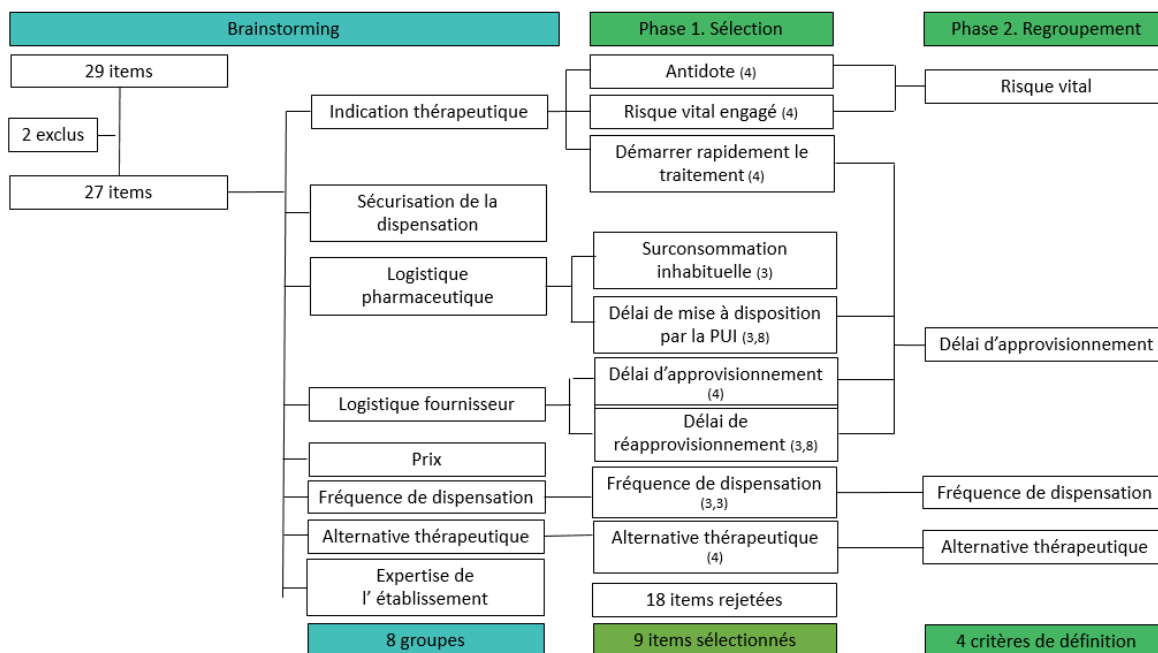 Brainstorming
Phase 1. Sélection
Phase 2. Regroupement
29 items
2 exclus
27 items
Indication thérapeutique
Sécurisation de la
dispensation
Logistique
pharmaceutique
Logistique fournisseur
Prix
Fréquence de dispensation
Alternative thérapeutique
Expertise de
l' établissement
8 groupes
Antidote (4)
Risque vital engagé (4)
Démarrer rapidement le
traitement (4)
Surconsommation
inhabituelle (3)
Délai de mise à disposition
par la PUI (3,8)
Délai d'approvisionnement
(4)
Délai de
réapprovisionnement (3,8)
Fréquence de dispensation
(3,3)
Alternative thérapeutique
(4)
18 items rejetées
9 items sélectionnés
Risque vital
Délai d'approvisionnement
Fréquence de dispensation
Alternative thérapeutique
4 critères de définition